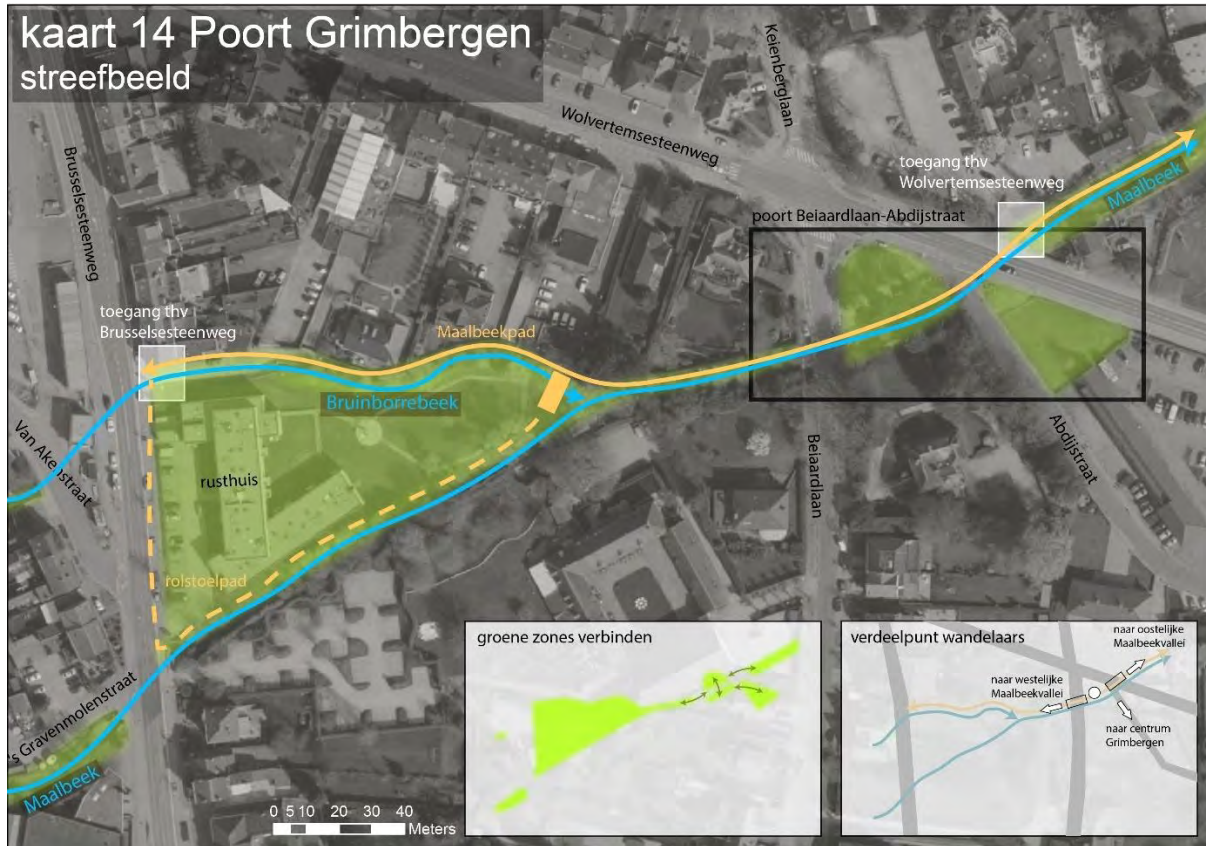 kaart 14 Poort Grimbergen
streefbeeld
Keienberglaan
Wolvertemsesteenweg
Brusselsesteenweg
toegang thv
Wolvertemsesteenweg
Maalbeek
poort Beiaardlaan-Abdijstraat
toegang thv
Brusselsesteenweg
Maalbeekpad
Bruinborrebeek
Van Akenstraat
rusthuis
Beiaardlaan
Abdijstraat
rolstoelpad
's Gravenmolenstraat
Maalbeek
0 5 10 20 30 40
Meters
groene zones verbinden
verdeelpunt wandelaars
naar oostelijke
Maalbeekvallei
naar westelijke
Maalbeekvallei
naar centrum
Grimbergen